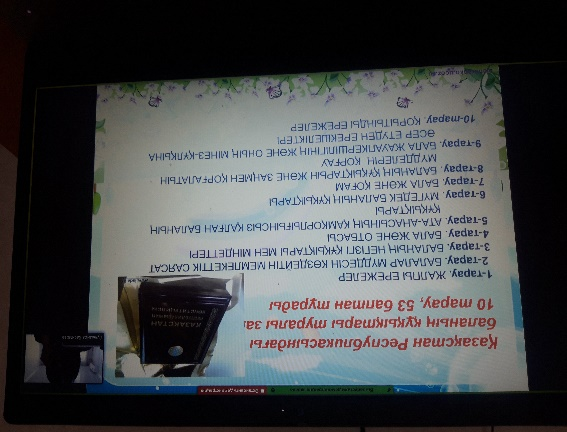 Қазақстан Республикасындағы
баланың құқықтары туралы за
10 тарау, 53 баптан тұрады
1-тарау. ЖАЛПЫ ЕРЕЖЕЛЕР
2-тарау. БАЛАЛАР МҮДДЕСІН КӨЗДЕЙТІН МЕМЛЕКЕТТІК САЯСАТ
3-тарау. БАЛАНЫҢ НЕГІЗГІ ҚҰҚЫҚТАРЫ МЕН МІНДЕТТЕРІ
4-тарау. БАЛА ЖӘНЕ ОТБАСЫ
5-тарау. АТА-АНАСЫНЫҢ ҚАМҚОРЛЫҒЫНСЫЗ ҚАЛҒАН БАЛАНЫҢ
ҚҰҚЫҚТАРЫ
6-тарау. МҮГЕДЕК БАЛАНЫҢ ҚҰҚЫҚТАРЫ
7-тарау. БАЛА ЖӘНЕ ҚОҒАМ
8-тарау. БАЛАНЫҢ ҚҰҚЫҚТАРЫН ЖӘНЕ ЗАҢМЕН ҚОРҒАЛАТЫН
МҮДДЕЛЕРІН ҚОРҒАУ
9-тарау. БАЛА ЖАУАПКЕРШІЛІГІНІҢ ЖӘНЕ ОНЫҢ МІНЕЗ-ҚҰЛҚЫНА
ӘСЕР ЕТУДЕН ЕРЕКШЕЛІКТЕРІ
10-тарау. ҚОРЫТЫНДЫ ЕРЕЖЕЛЕР
ҚАЗАҚСТАН